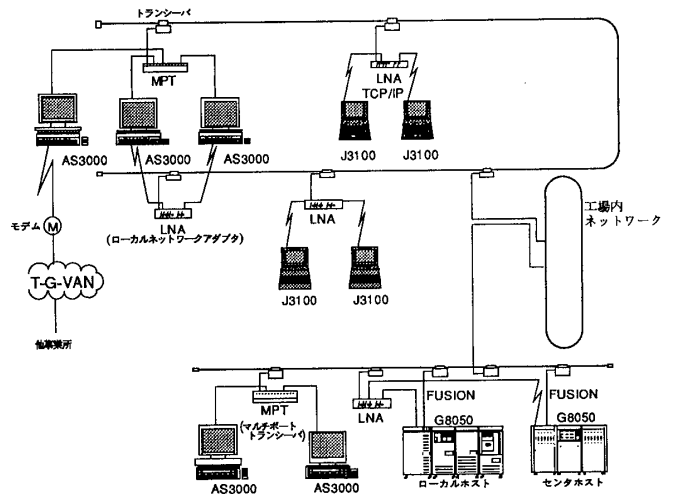 トランシーバ
MPT
LNA
TCP/IP
AS3000
AS3000
AS3000
J3100
J3100
モデム
M
LNA
(ローカルネットワークアダプタ)
LNA
工場内
ネットワーク
T-G-VAN
J3100
J3100
他事業所
MPT
(マルチポート
トランシーバ)
LNA
FUSION
G8050
FUSION
G8050
AS3000
AS3000
ローカルホスト
センタホスト